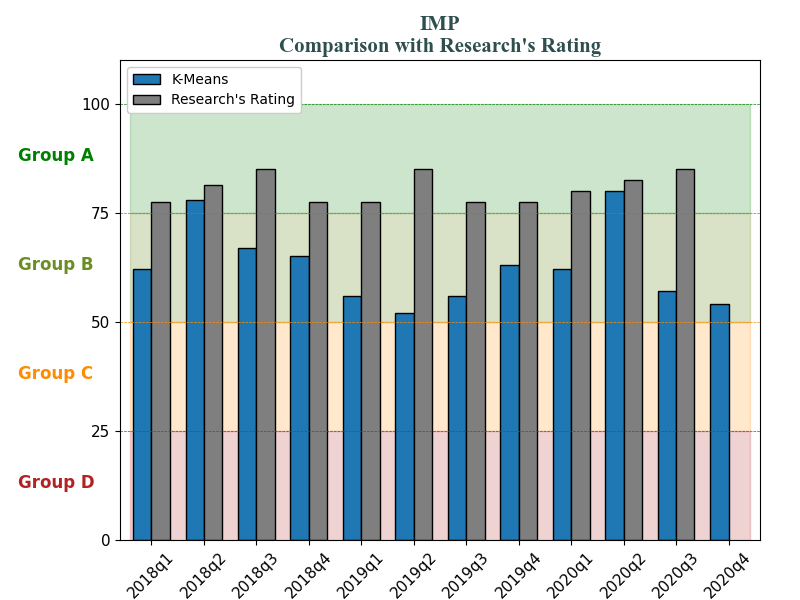 IMP
Comparison with Research's Rating
K-Means
Research's Rating
100
75
50
25
0
Group A
Group B
Group C
Group D
2018q1
2018q2
2018q3
2018q4
2019q1
2019q2
2019q3
2019q4
2020q1
2020q2
2020q3
2020q4